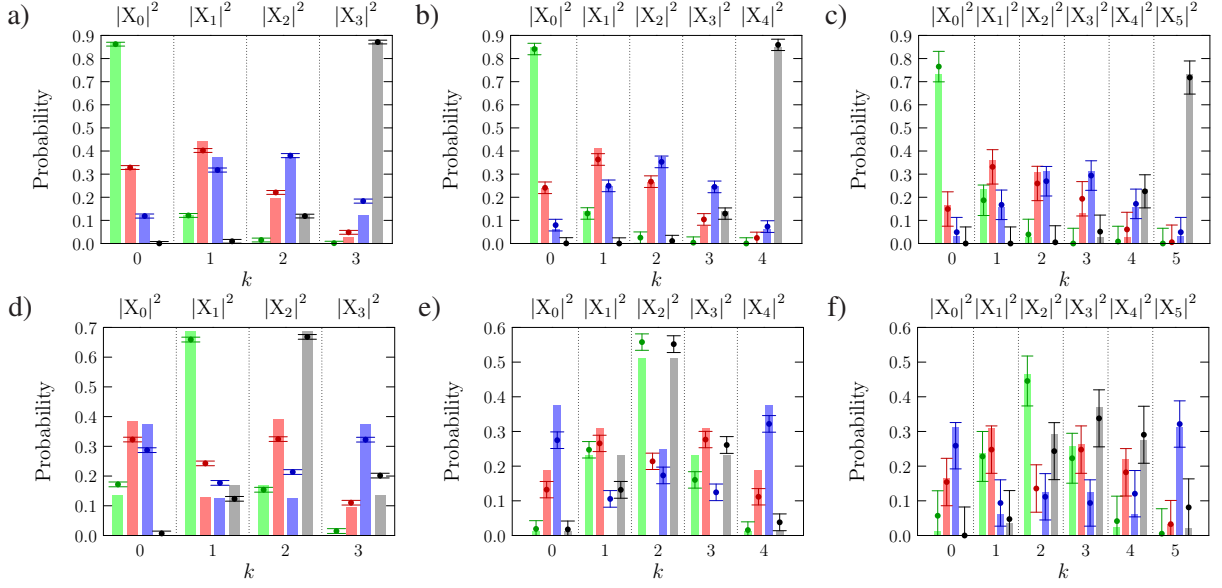 a) |X₀|² |X₁|² |X₂|² |X₃|²
Probability
0.9
0.8
0.7
0.6
0.5
0.4
0.3
0.2
0.1
0.0
0 1 2 3
k
b) |X₀|² |X₁|² |X₂|² |X₃|² |X₄|²
Probability
0.9
0.8
0.7
0.6
0.5
0.4
0.3
0.2
0.1
0.0
0 1 2 3 4
k
c) |X₀|² |X₁|² |X₂|² |X₃|² |X₄|² |X₅|²
Probability
0.9
0.8
0.7
0.6
0.5
0.4
0.3
0.2
0.1
0.0
0 1 2 3 4 5
k
d) |X₀|² |X₁|² |X₂|² |X₃|²
Probability
0.7
0.6
0.5
0.4
0.3
0.2
0.1
0.0
0 1 2 3
k
e) |X₀|² |X₁|² |X₂|² |X₃|² |X₄|²
Probability
0.6
0.5
0.4
0.3
0.2
0.1
0.0
0 1 2 3 4
k
f) |X₀|² |X₁|² |X₂|² |X₃|² |X₄|² |X₅|²
Probability
0.6
0.5
0.4
0.3
0.2
0.1
0.0
0 1 2 3 4 5
k